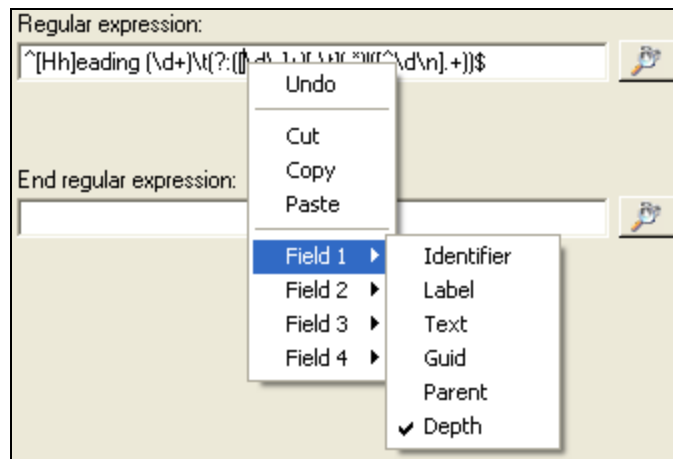 Regular expression:
^[Hh]eading (\d+)\t(?:([\d\.]+)[ \t](.*)|([^\d\n].+))$
Undo
Cut
Copy
End regular expression:
Paste
Field 1
Identifier
Field 2
Label
Field 3
Text
Field 4
Guid
Parent
Depth